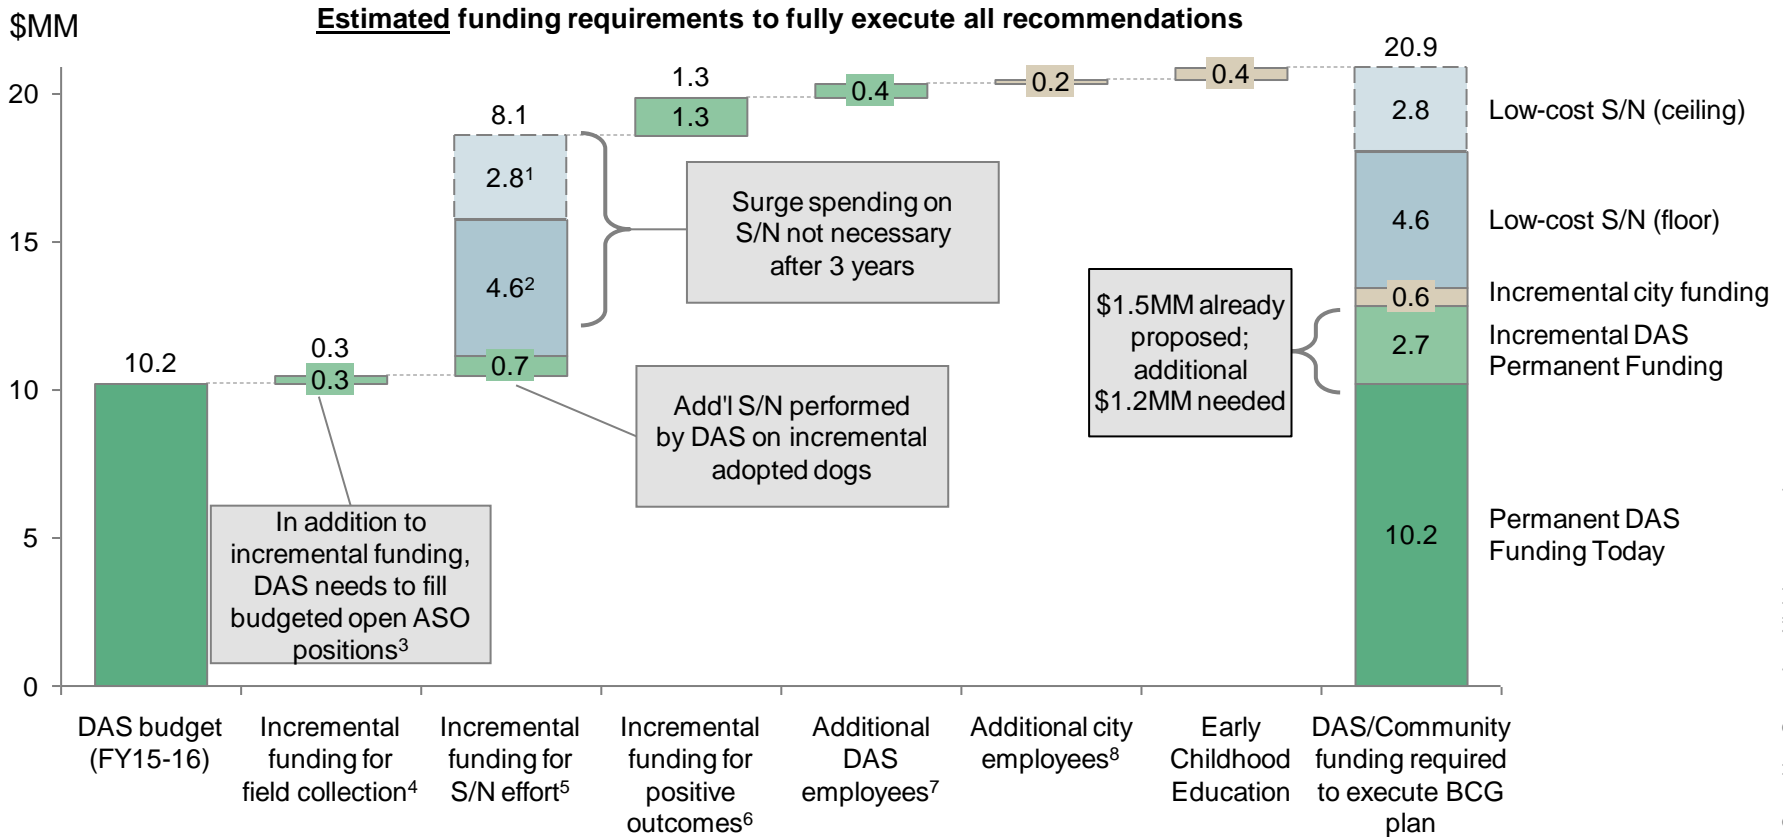 Estimated funding requirements to fully execute all recommendations
$MM
20
15
10
5
0
10.2
0.3
0.3
8.1
2.8¹
4.6²
0.7
1.3
1.3
0.4
0.2
0.4
20.9
2.8
4.6
0.6
2.7
10.2
Low-cost S/N (ceiling)
Low-cost S/N (floor)
Incremental city funding
Incremental DAS
Permanent Funding
Permanent DAS
Funding Today
Surge spending on
S/N not necessary
after 3 years
$1.5MM already
proposed;
additional
$1.2MM needed
Add'l S/N performed
by DAS on incremental
adopted dogs
In addition to
incremental funding,
DAS needs to fill
budgeted open ASO
positions³
DAS budget
(FY15-16)
Incremental
funding for
field collection⁴
Incremental
funding for
S/N effort⁵
Incremental
funding for
positive
outcomes⁶
Additional
DAS
employees⁷
Additional city
employees⁸
Early
Childhood
Education
DAS/Community
funding required
to execute BCG
plan